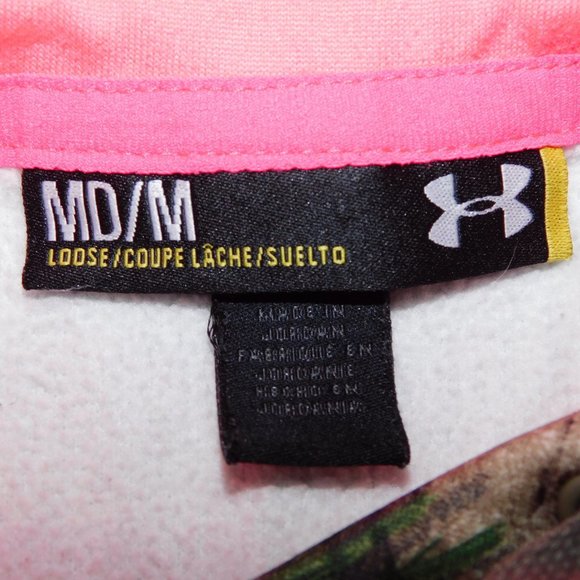 MD/M
LOOSE/COUPE LÂCHE/SUELTO
MADE IN
JORDAN
FABRIQUÉ EN
JORDANIE
HECHO EN
JORDANIA